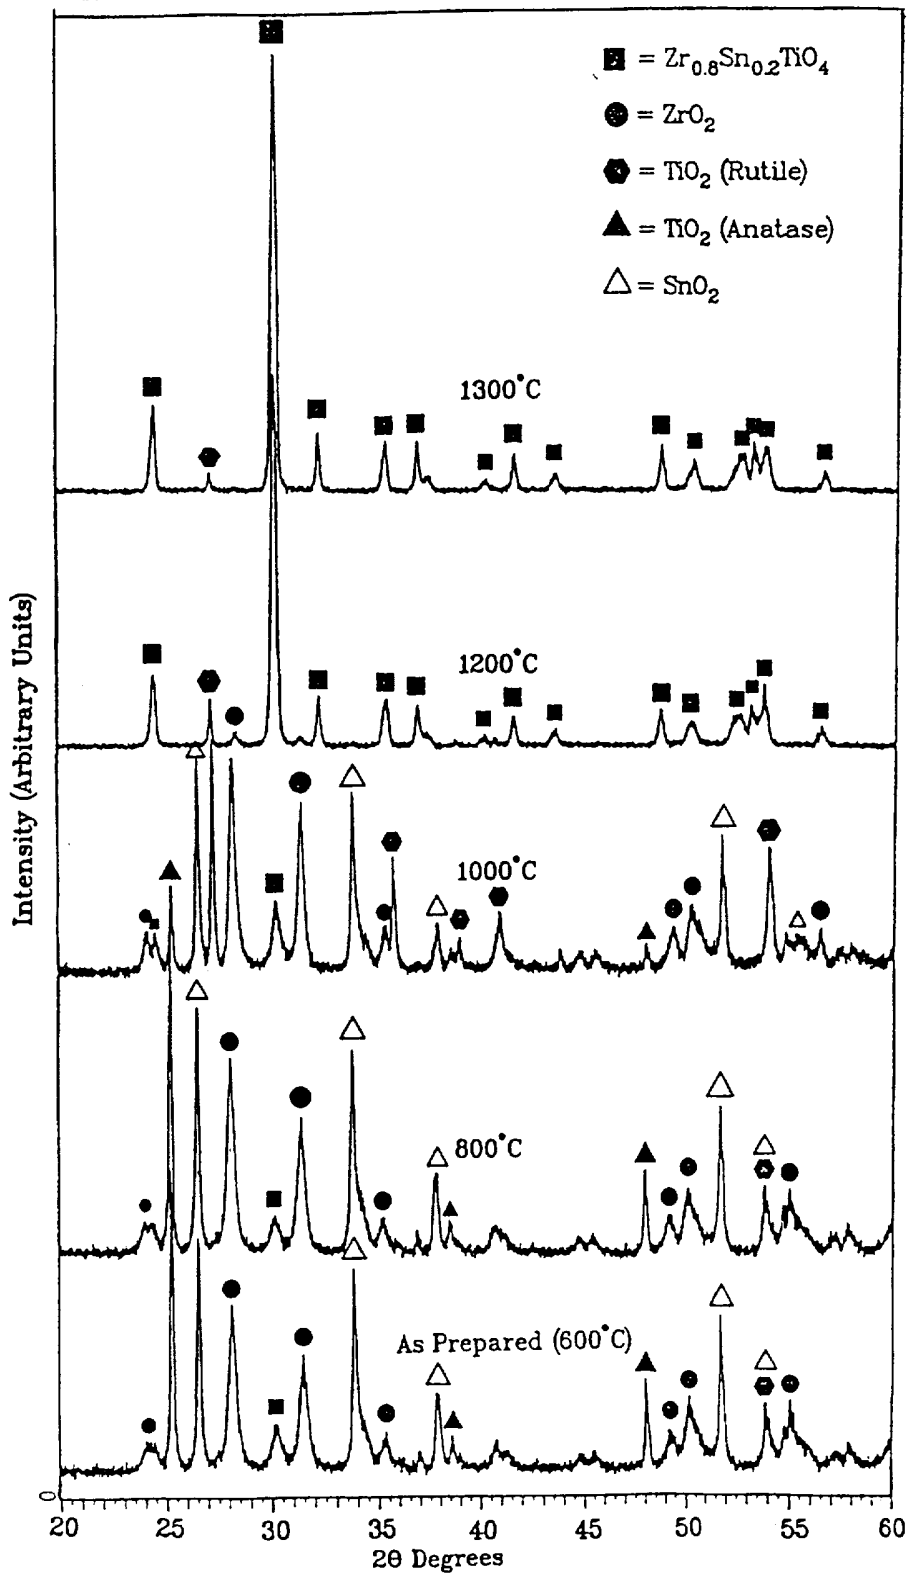 ■ = Zr₀.₈Sn₀.₂TiO₄
● = ZrO₂
⬢ = TiO₂ (Rutile)
▲ = TiO₂ (Anatase)
△ = SnO₂
1300°C
1200°C
1000°C
800°C
As Prepared (600°C)
Intensity (Arbitrary Units)
0
20 25 30 35 40 45 50 55 60
2θ Degrees